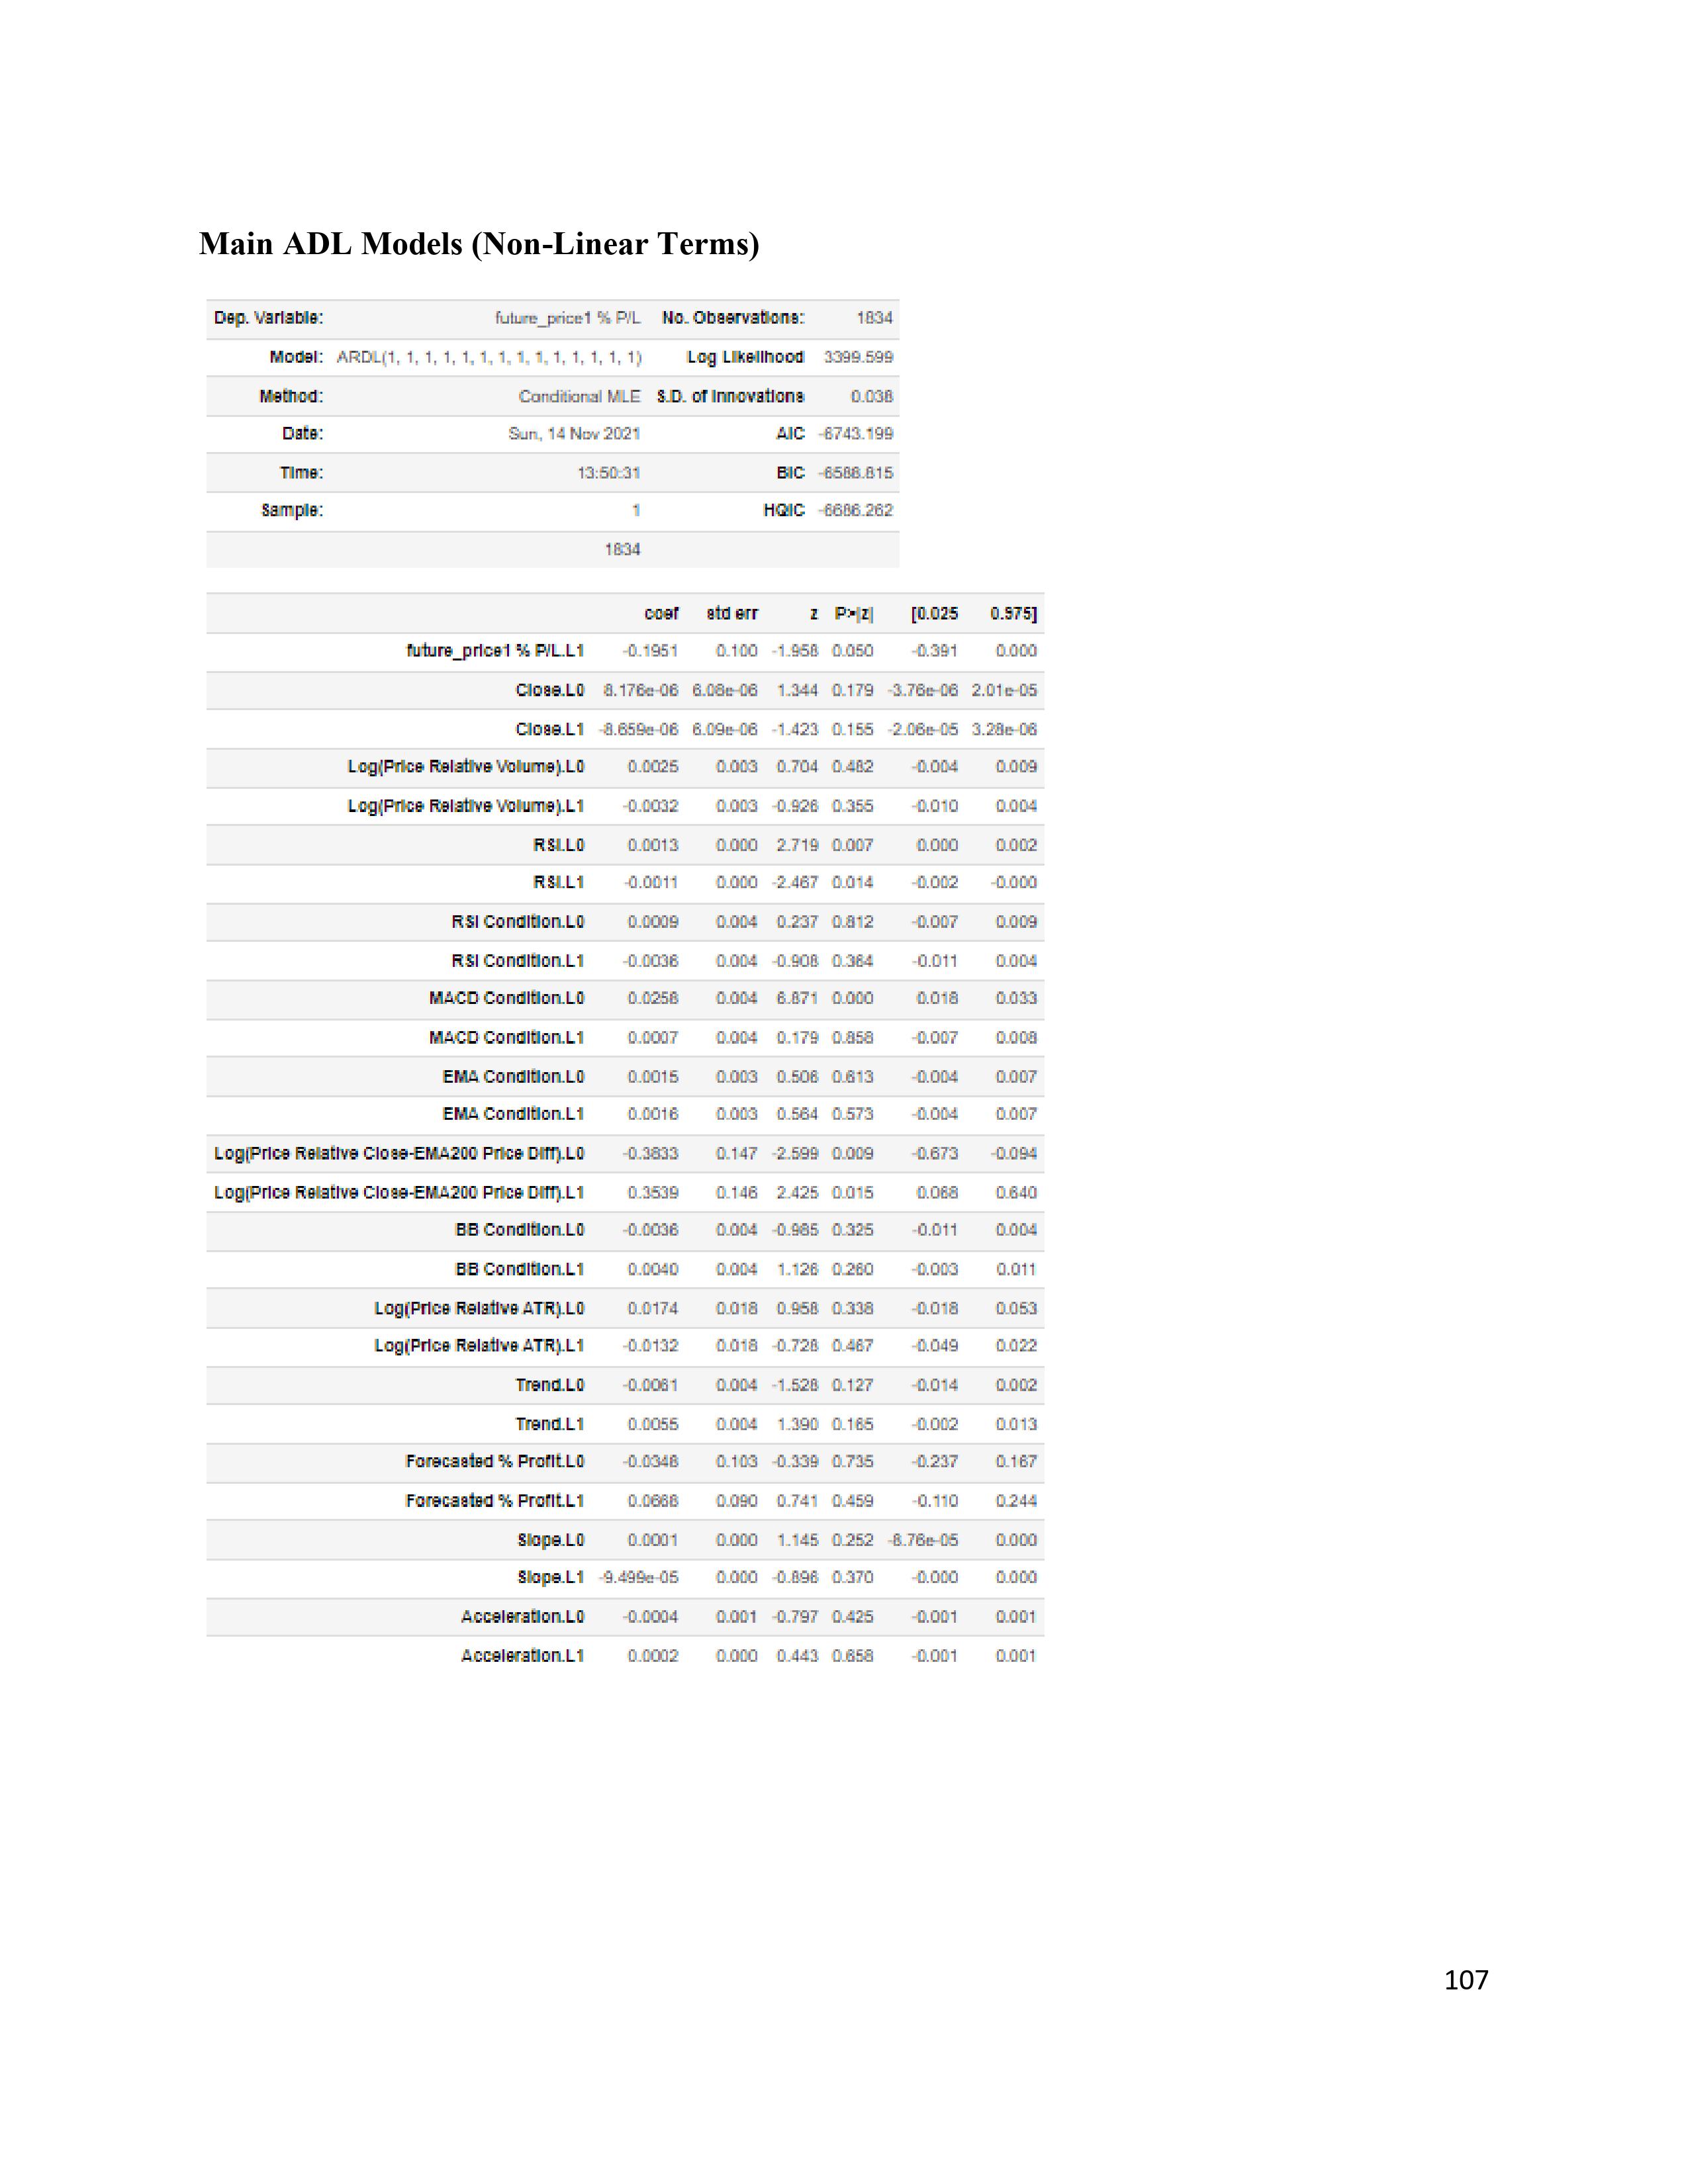 Main ADL Models (Non-Linear Terms)
Dep. Variable: future_price1 % P/L No. Observations: 1834
Model: ARDL(1, 1, 1, 1, 1, 1, 1, 1, 1, 1, 1, 1, 1, 1) Log Likelihood 3399.599
Method: Conditional MLE S.D. of Innovations 0.038
Date: Sun, 14 Nov 2021 AIC -6743.199
Time: 13:50:31 BIC -6588.815
Sample: 1 HQIC -6686.262
1834
coef std err z P>|z| [0.025 0.975]
future_price1 % P/L.L1 -0.1951 0.100 -1.958 0.050 -0.391 0.000
Close.L0 8.176e-06 6.08e-06 1.344 0.179 -3.76e-06 2.01e-05
Close.L1 -8.659e-06 6.09e-06 -1.423 0.155 -2.06e-05 3.28e-06
Log(Price Relative Volume).L0 0.0025 0.003 0.704 0.482 -0.004 0.009
Log(Price Relative Volume).L1 -0.0032 0.003 -0.926 0.355 -0.010 0.004
RSI.L0 0.0013 0.000 2.719 0.007 0.000 0.002
RSI.L1 -0.0011 0.000 -2.467 0.014 -0.002 -0.000
RSI Condition.L0 0.0009 0.004 0.237 0.812 -0.007 0.009
RSI Condition.L1 -0.0036 0.004 -0.908 0.364 -0.011 0.004
MACD Condition.L0 0.0258 0.004 6.871 0.000 0.018 0.033
MACD Condition.L1 0.0007 0.004 0.179 0.858 -0.007 0.008
EMA Condition.L0 0.0015 0.003 0.506 0.613 -0.004 0.007
EMA Condition.L1 0.0016 0.003 0.564 0.573 -0.004 0.007
Log(Price Relative Close-EMA200 Price Diff).L0 -0.3833 0.147 -2.599 0.009 -0.673 -0.094
Log(Price Relative Close-EMA200 Price Diff).L1 0.3539 0.146 2.425 0.015 0.068 0.640
BB Condition.L0 -0.0036 0.004 -0.985 0.325 -0.011 0.004
BB Condition.L1 0.0040 0.004 1.126 0.260 -0.003 0.011
Log(Price Relative ATR).L0 0.0174 0.018 0.958 0.338 -0.018 0.053
Log(Price Relative ATR).L1 -0.0132 0.018 -0.728 0.467 -0.049 0.022
Trend.L0 -0.0061 0.004 -1.528 0.127 -0.014 0.002
Trend.L1 0.0055 0.004 1.390 0.165 -0.002 0.013
Forecasted % Profit.L0 -0.0348 0.103 -0.339 0.735 -0.237 0.167
Forecasted % Profit.L1 0.0668 0.090 0.741 0.459 -0.110 0.244
Slope.L0 0.0001 0.000 1.145 0.252 -8.76e-05 0.000
Slope.L1 -9.499e-05 0.000 -0.896 0.370 -0.000 0.000
Acceleration.L0 -0.0004 0.001 -0.797 0.425 -0.001 0.001
Acceleration.L1 0.0002 0.000 0.443 0.658 -0.001 0.001
107